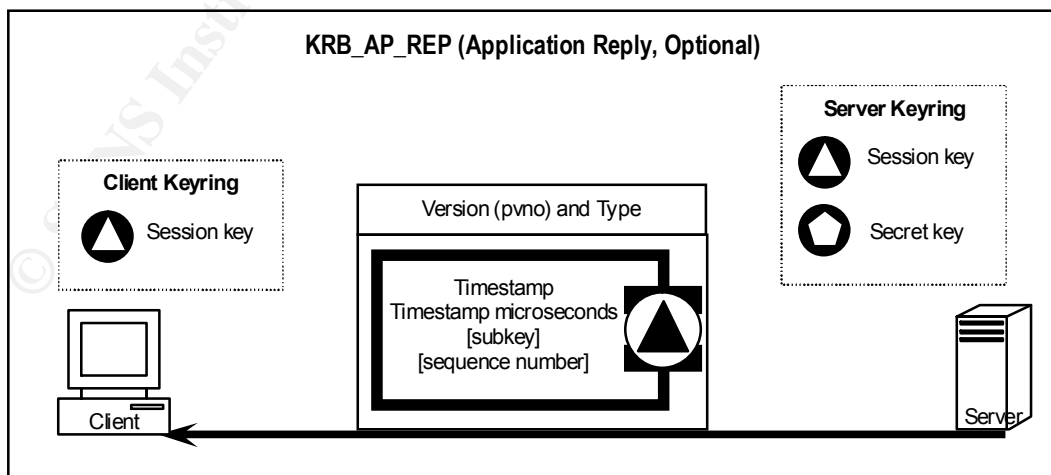 KRB_AP_REP (Application Reply, Optional)
Client Keyring
Session key
Version (pvno) and Type
Timestamp
Timestamp microseconds
[subkey]
[sequence number]
Server Keyring
Session key
Secret key
Client
Server